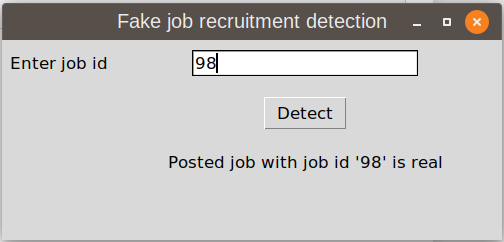 Fake job recruitment detection
Enter job id 98
Detect
Posted job with job id '98' is real